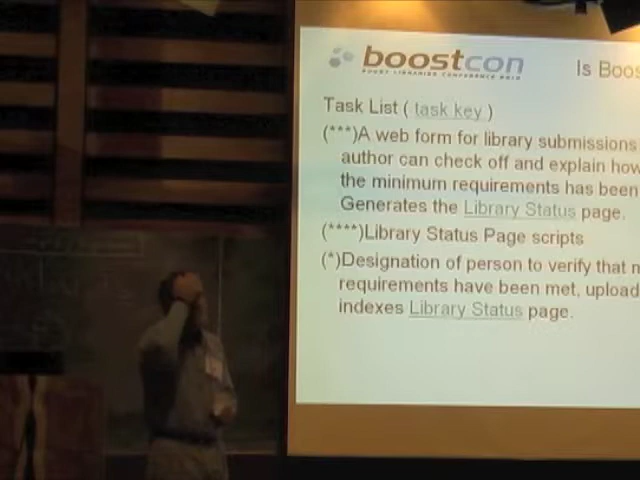 boostcon
BOOST LIBRARIES CONFERENCE 2010
Is Boos
Task List ( task key )
(***)A web form for library submissions
author can check off and explain how
the minimum requirements has been
Generates the Library Status page.
(****)Library Status Page scripts
(*)Designation of person to verify that m
requirements have been met, upload
indexes Library Status page.